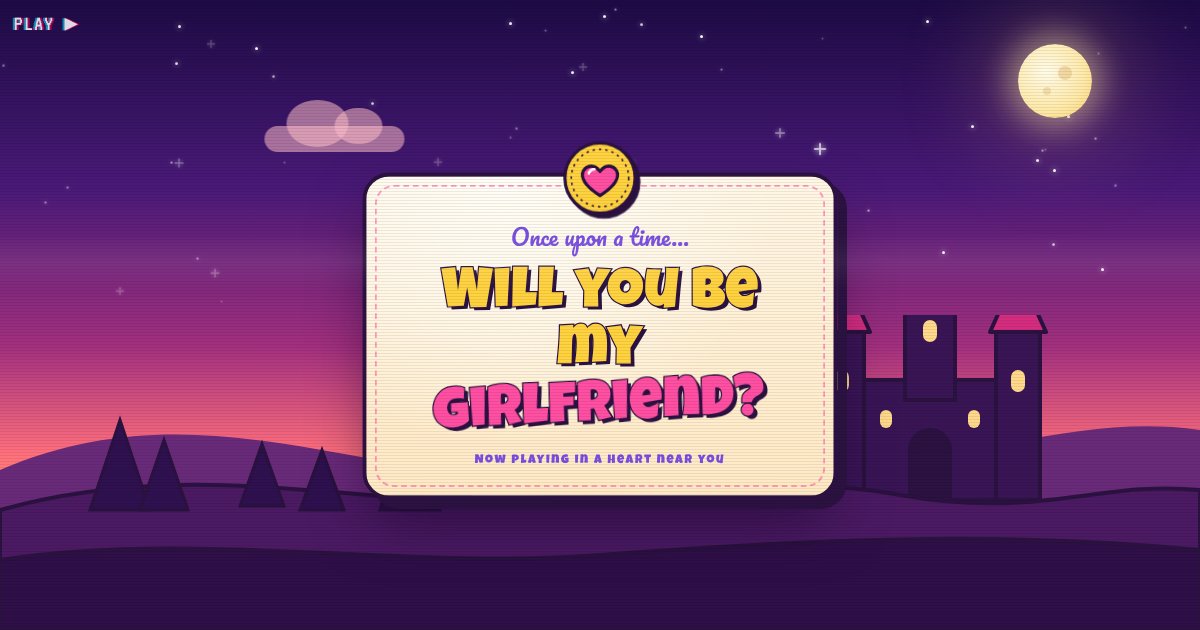 PLAY ▶
Once upon a time...
WILL YOU BE
MY
GIRLFRIEND?
NOW PLAYING IN A HEART NEAR YOU